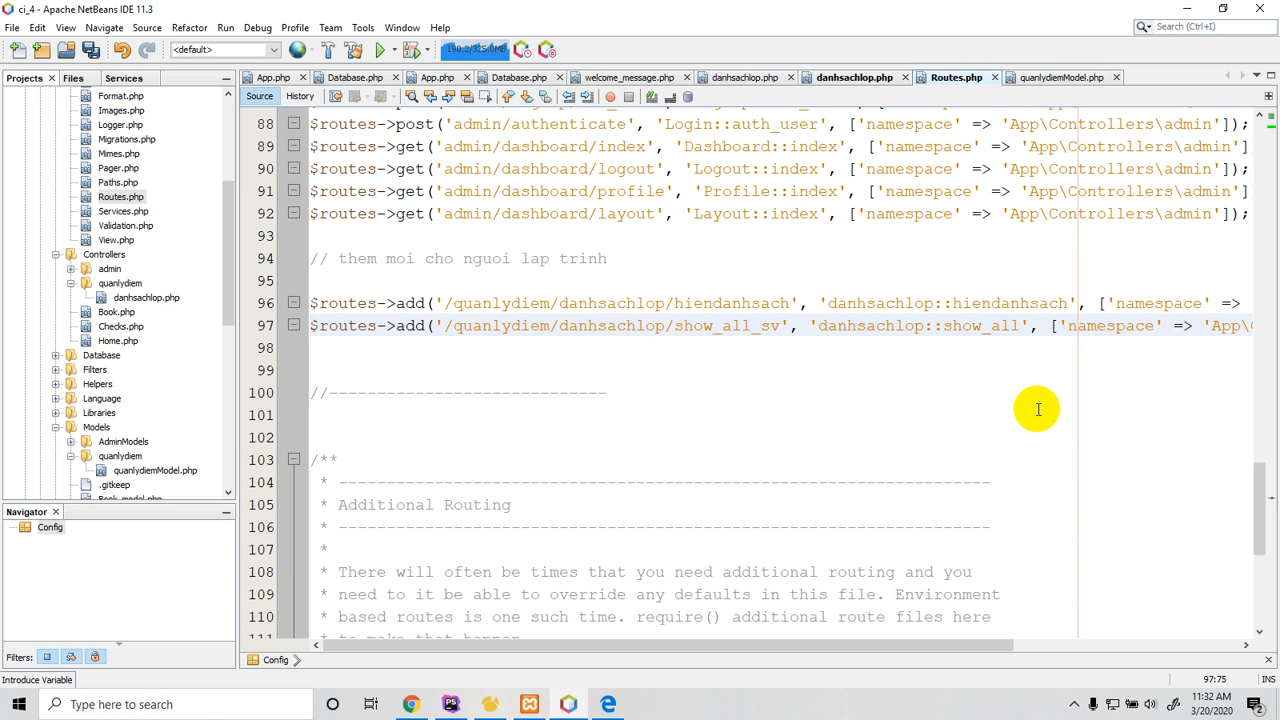 ci_4 - Apache NetBeans IDE 11.3
File Edit View Navigate Source Refactor Run Debug Profile Team Tools Window Help
Search (Ctrl+I)
<default>
190.2/325.0MB
Projects Files Services
App.php Database.php App.php Database.php welcome_message.php danhsachlop.php danhsachlop.php Routes.php quanlydiemModel.php
Source History
Format.php
Images.php
Logger.php
Migrations.php
Mimes.php
Pager.php
Paths.php
Routes.php
Services.php
Validation.php
View.php
Controllers
admin
quanlydiem
danhsachlop.php
Book.php
Checks.php
Home.php
Database
Filters
Helpers
Language
Libraries
Models
AdminModels
quanlydiem
quanlydiemModel.php
.gitkeep
Book_model.php
88 $routes->post('admin/authenticate', 'Login::auth_user', ['namespace' => 'App\Controllers\admin']);
89 $routes->get('admin/dashboard/index', 'Dashboard::index', ['namespace' => 'App\Controllers\admin']
90 $routes->get('admin/dashboard/logout', 'Logout::index', ['namespace' => 'App\Controllers\admin']);
91 $routes->get('admin/dashboard/profile', 'Profile::index', ['namespace' => 'App\Controllers\admin']
92 $routes->get('admin/dashboard/layout', 'Layout::index', ['namespace' => 'App\Controllers\admin']);
93
94 // them moi cho nguoi lap trinh
95
96 $routes->add('/quanlydiem/danhsachlop/hiendanhsach', 'danhsachlop::hiendanhsach', ['namespace' =>
97 $routes->add('/quanlydiem/danhsachlop/show_all_sv', 'danhsachlop::show_all', ['namespace' => 'App\
98
99
100 //-----------------------------
101
102
103 /**
104 * --------------------------------------------------------------------
105 * Additional Routing
106 * --------------------------------------------------------------------
107 *
108 * There will often be times that you need additional routing and you
109 * need to it be able to override any defaults in this file. Environment
110 * based routes is one such time. require() additional route files here
111 * to make that happen.
Navigator
Config
Filters:
Config
Introduce Variable
97:75 INS
Type here to search
11:32 AM
3/20/2020
2